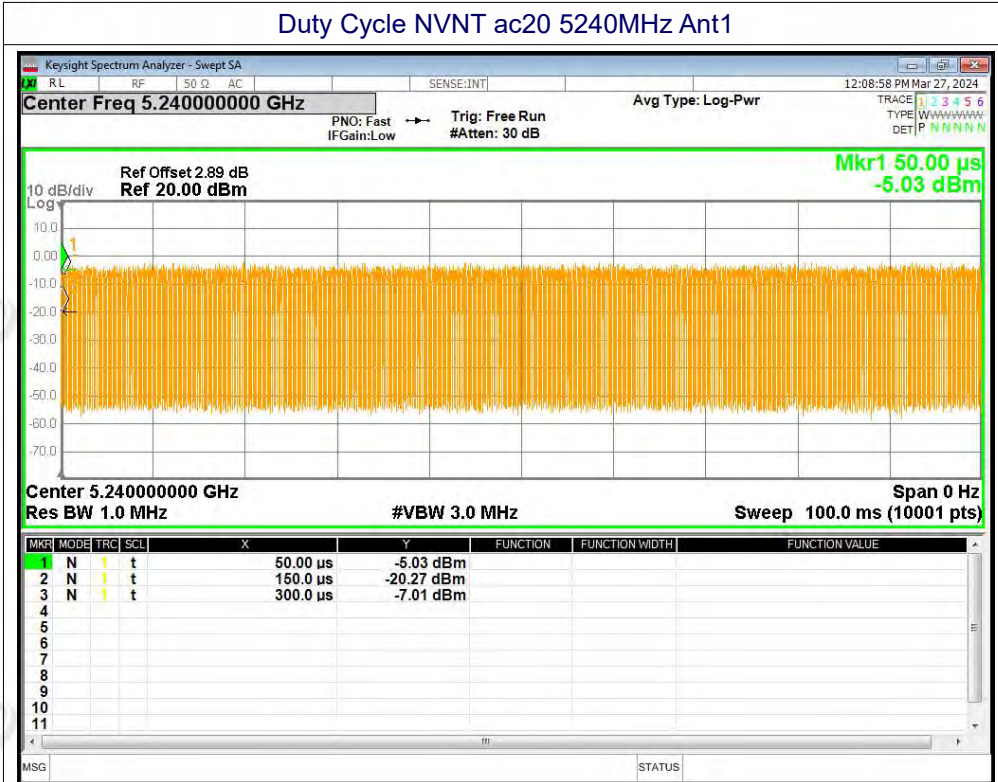 Duty Cycle NVNT ac20 5240MHz Ant1
Keysight Spectrum Analyzer - Swept SA
LXI RL RF 50 Ω AC SENSE:INT 12:08:58 PM Mar 27, 2024
Center Freq 5.240000000 GHz Avg Type: Log-Pwr TRACE 1 2 3 4 5 6
PNO: Fast Trig: Free Run TYPE WWWWWW
IFGain:Low #Atten: 30 dB DET P N N N N N
Mkr1 50.00 µs
-5.03 dBm
Ref Offset 2.89 dB
10 dB/div Ref 20.00 dBm
Log
10.0
1
0.00
-10.0
-20.0
-30.0
-40.0
-50.0
-60.0
-70.0
Center 5.240000000 GHz Span 0 Hz
Res BW 1.0 MHz #VBW 3.0 MHz Sweep 100.0 ms (10001 pts)
MKR MODE TRC SCL X Y FUNCTION FUNCTION WIDTH FUNCTION VALUE
1 N 1 t 50.00 µs -5.03 dBm
2 N 1 t 150.0 µs -20.27 dBm
3 N 1 t 300.0 µs -7.01 dBm
4
5
6
7
8
9
10
11
MSG STATUS